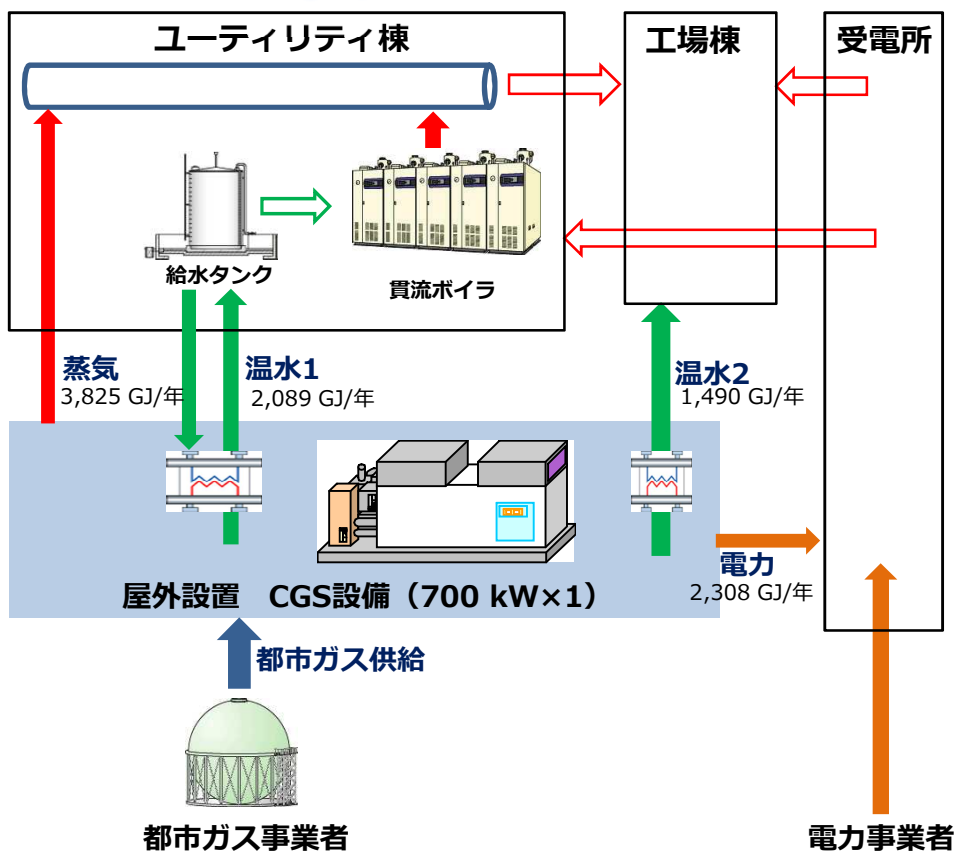 ユーティリティ棟
工場棟
受電所
給水タンク
貫流ボイラ
蒸気
3,825 GJ/年
温水1
2,089 GJ/年
温水2
1,490 GJ/年
電力
2,308 GJ/年
屋外設置 CGS設備（700 kW×1）
都市ガス供給
都市ガス事業者
電力事業者